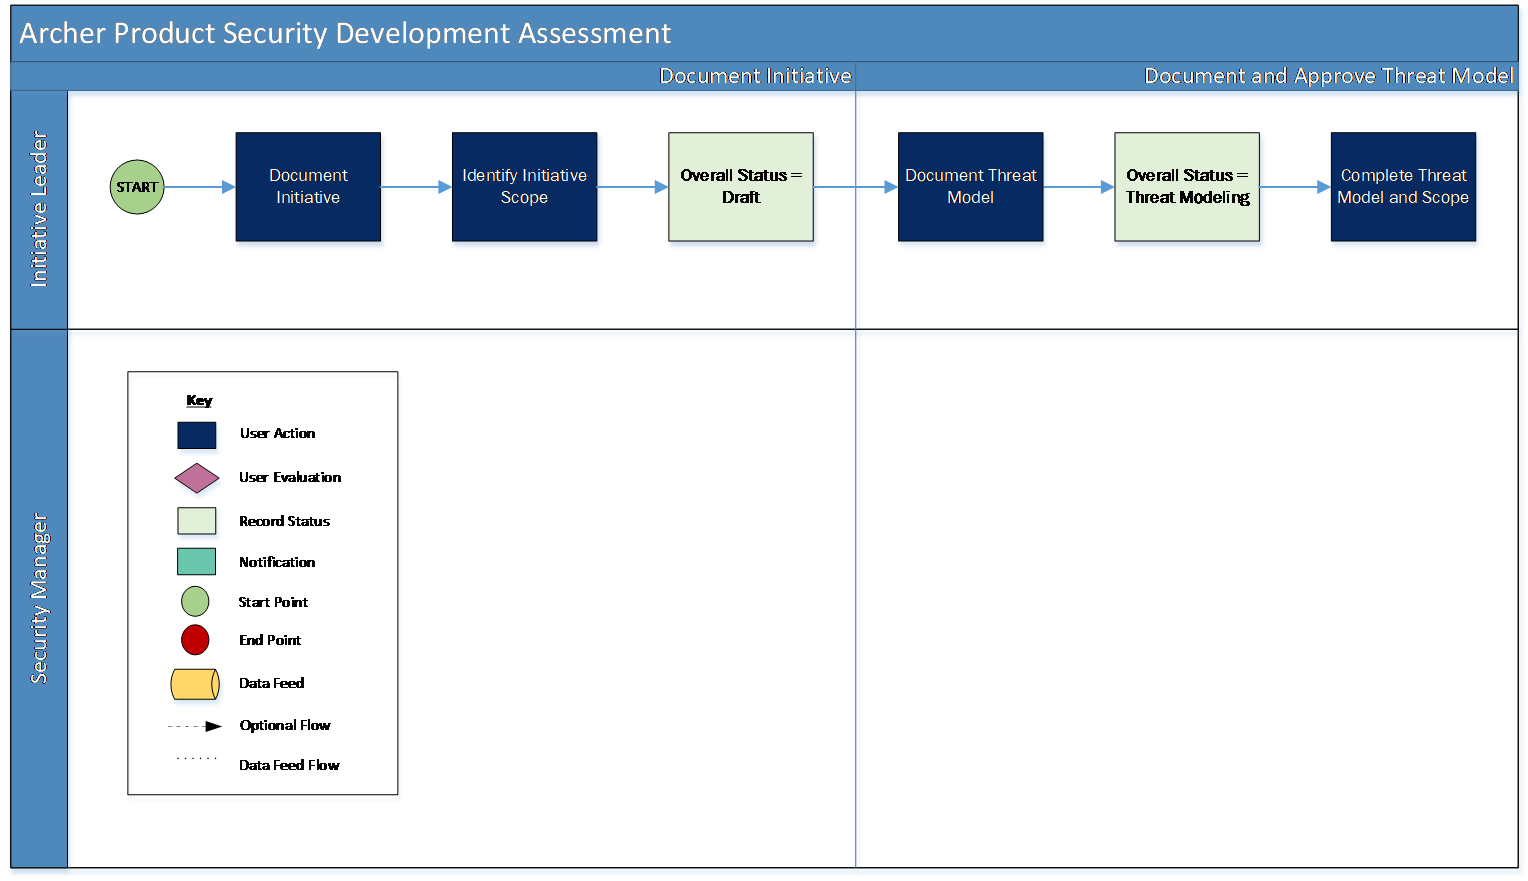 Archer Product Security Development Assessment
Document Initiative
Document and Approve Threat Model
Initiative Leader
START
Document
Initiative
Identify Initiative
Scope
Overall Status =
Draft
Document Threat
Model
Overall Status =
Threat Modeling
Complete Threat
Model and Scope
Security Manager
Key
User Action
User Evaluation
Record Status
Notification
Start Point
End Point
Data Feed
Optional Flow
Data Feed Flow